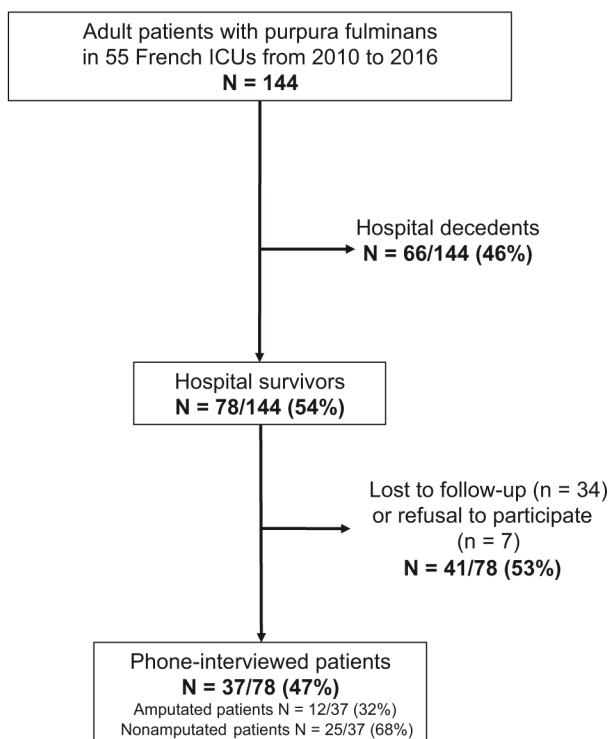 Adult patients with purpura fulminans
in 55 French ICUs from 2010 to 2016
N = 144
Hospital decedents
N = 66/144 (46%)
Hospital survivors
N = 78/144 (54%)
Lost to follow-up (n = 34)
or refusal to participate
(n = 7)
N = 41/78 (53%)
Phone-interviewed patients
N = 37/78 (47%)
Amputated patients N = 12/37 (32%)
Nonamputated patients N = 25/37 (68%)